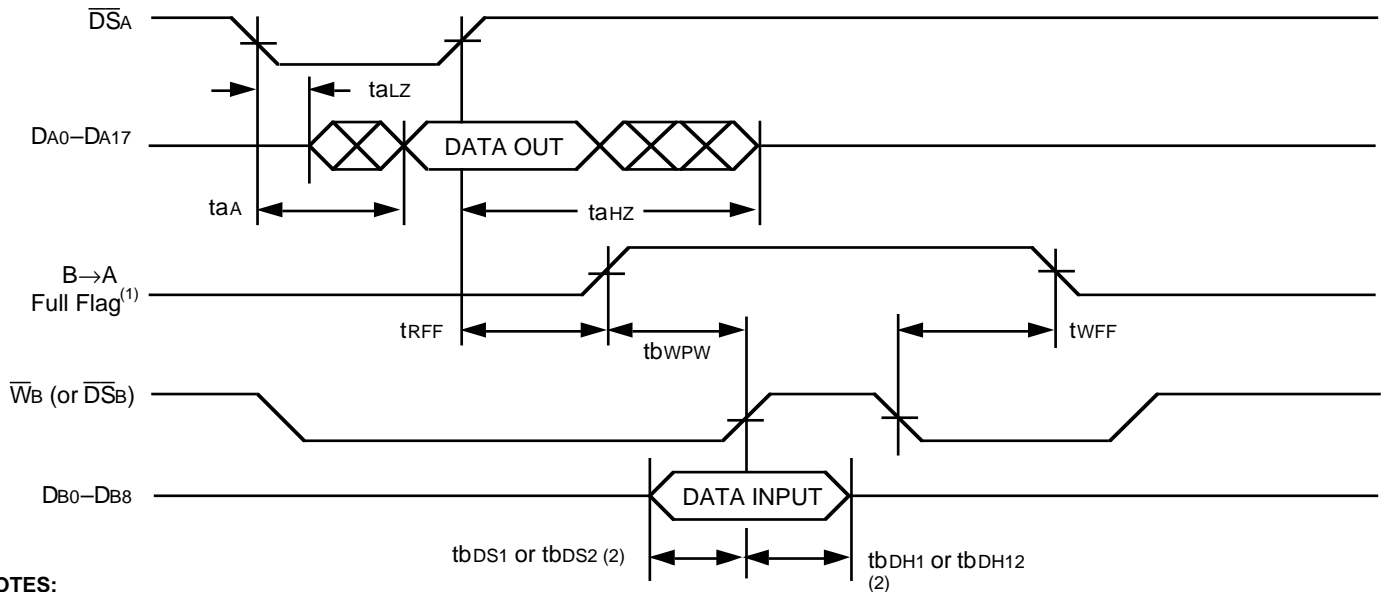 DSA
taLZ
DA0–DA17
DATA OUT
taA
taHZ
B→A
Full Flag(1)
tRFF
tWFF
tbWPW
WB (or DSB)
DB0–DB8
DATA INPUT
tbDS1 or tbDS2 (2)
tbDH1 or tbDH12
(2)
OTES: